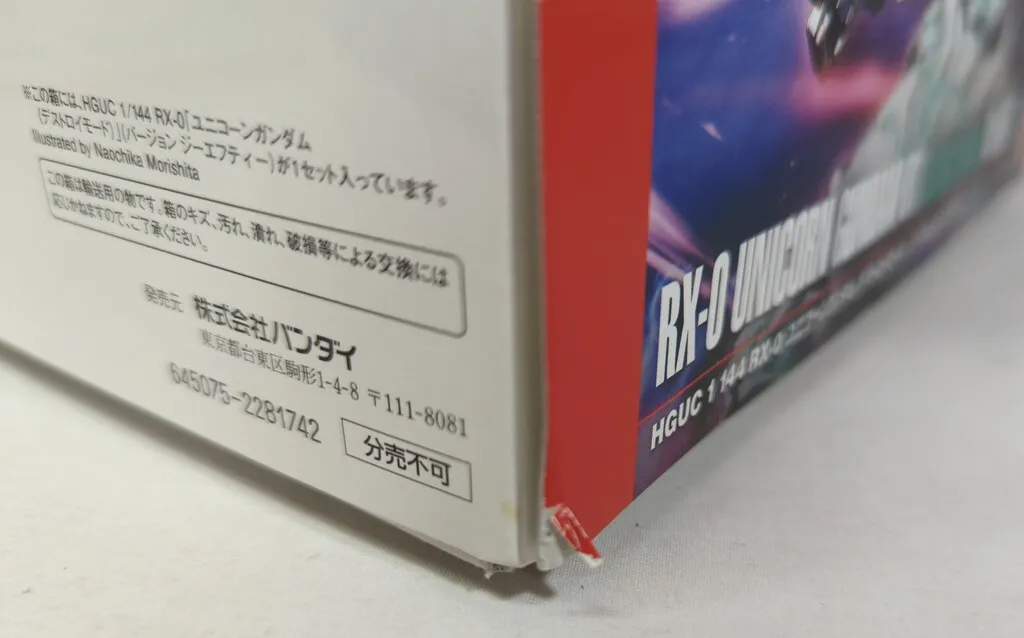 ※この箱には、HGUC 1/144 RX-0「ユニコーンガンダム
(デストロイモード)」(バージョン ジーエフティー)が1セット入っています。
Illustrated by Naochika Morishita
この箱は輸送用の物です。箱のキズ、汚れ、潰れ、破損等による交換には
応じかねますので、ご了承ください。
発売元 株式会社バンダイ
東京都台東区駒形1-4-8 〒111-8081
645075-2281742
分売不可
RX-0 UNICORN
HGUC 1 144 RX-0 ユニコーン